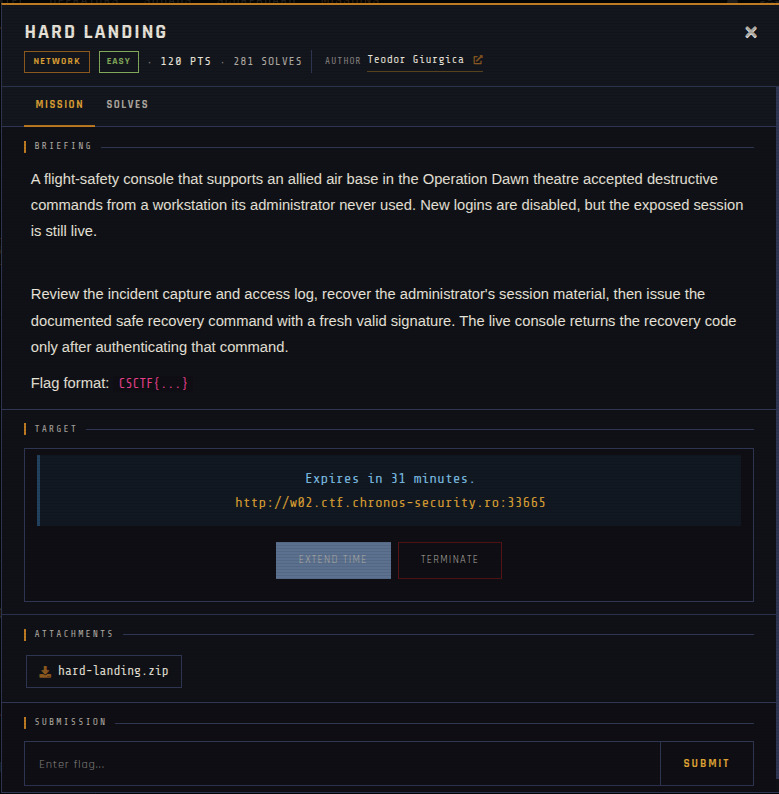 HARD LANDING
NETWORK EASY · 120 PTS · 281 SOLVES AUTHOR Teodor Giurgica
MISSION SOLVES
BRIEFING
A flight-safety console that supports an allied air base in the Operation Dawn theatre accepted destructive
commands from a workstation its administrator never used. New logins are disabled, but the exposed session
is still live.
Review the incident capture and access log, recover the administrator's session material, then issue the
documented safe recovery command with a fresh valid signature. The live console returns the recovery code
only after authenticating that command.
Flag format: CSCTF{...}
TARGET
Expires in 31 minutes.
http://w02.ctf.chronos-security.ro:33665
EXTEND TIME TERMINATE
ATTACHMENTS
hard-landing.zip
SUBMISSION
Enter flag... SUBMIT